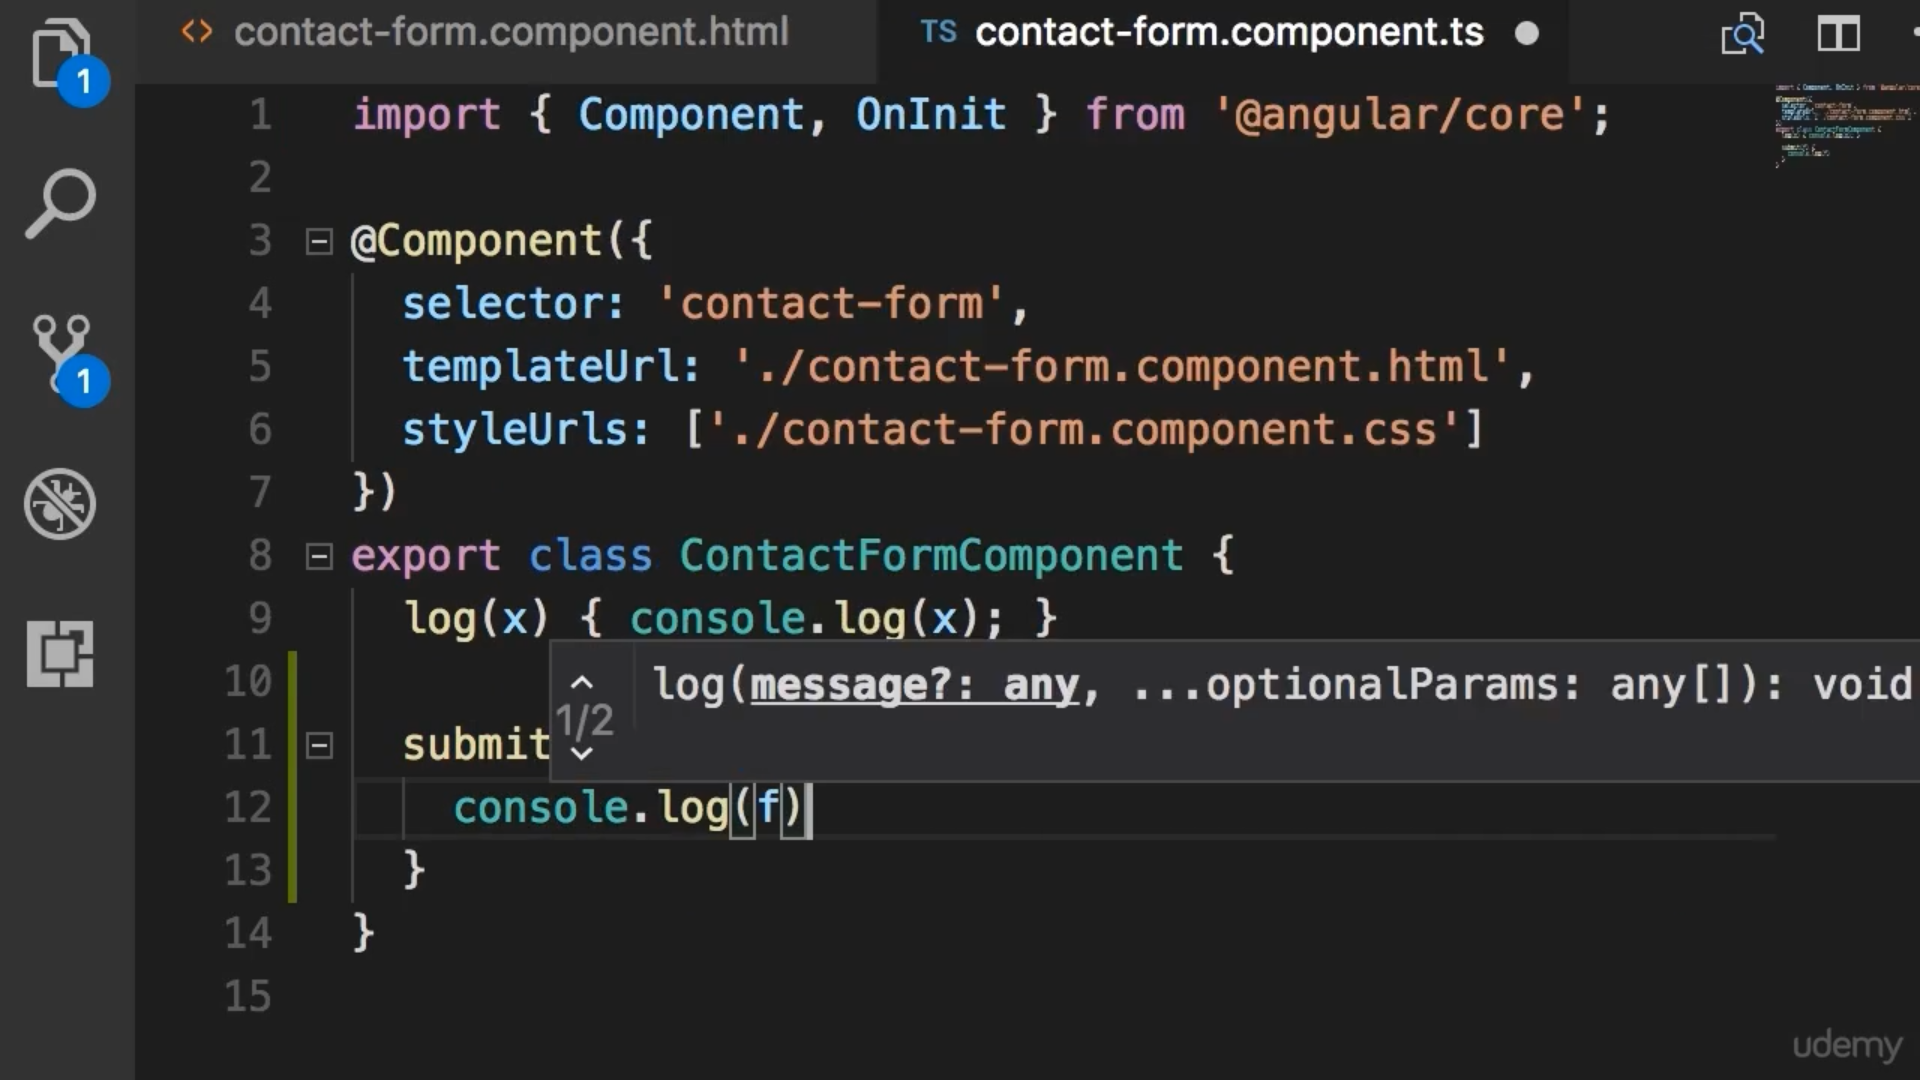 <> contact-form.component.html
TS contact-form.component.ts
1
1
1 import { Component, OnInit } from '@angular/core';
2
3 @Component({
4 selector: 'contact-form',
5 templateUrl: './contact-form.component.html',
6 styleUrls: ['./contact-form.component.css']
7 })
8 export class ContactFormComponent {
9 log(x) { console.log(x); }
10
log(message?: any, ...optionalParams: any[]): void
1/2
11 submit
12 console.log(f)
13 }
14 }
15
udemy